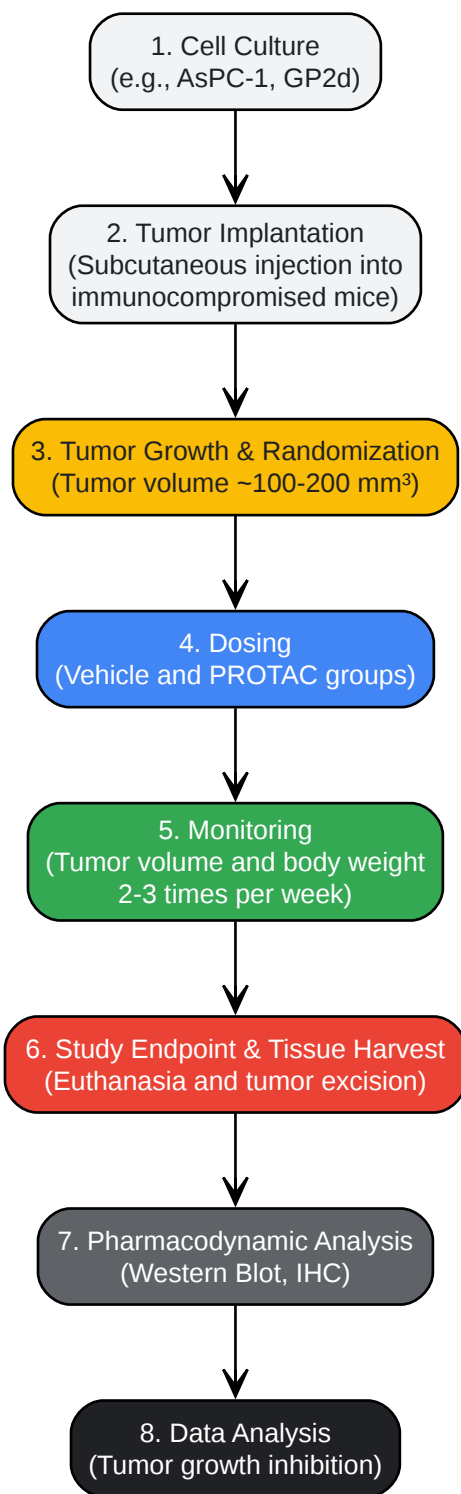 1. Cell Culture
(e.g., AsPC-1, GP2d)
2. Tumor Implantation
(Subcutaneous injection into
immunocompromised mice)
3. Tumor Growth & Randomization
(Tumor volume ~100-200 mm³)
4. Dosing
(Vehicle and PROTAC groups)
5. Monitoring
(Tumor volume and body weight
2-3 times per week)
6. Study Endpoint & Tissue Harvest
(Euthanasia and tumor excision)
7. Pharmacodynamic Analysis
(Western Blot, IHC)
8. Data Analysis
(Tumor growth inhibition)